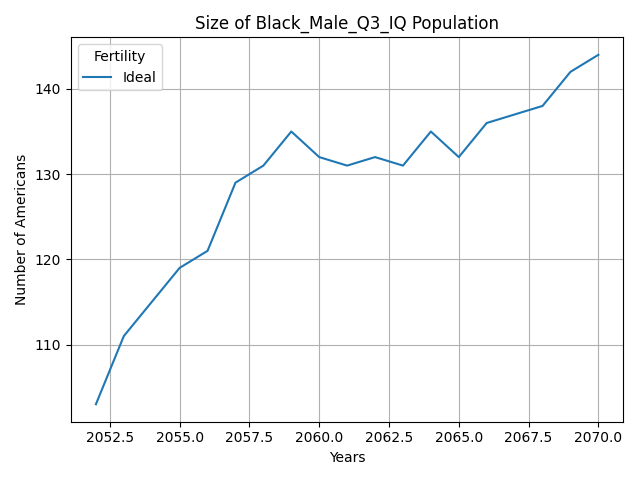 Size of Black_Male_Q3_IQ Population
Fertility
Ideal
Number of Americans
140
130
120
110
2052.5 2055.0 2057.5 2060.0 2062.5 2065.0 2067.5 2070.0
Years